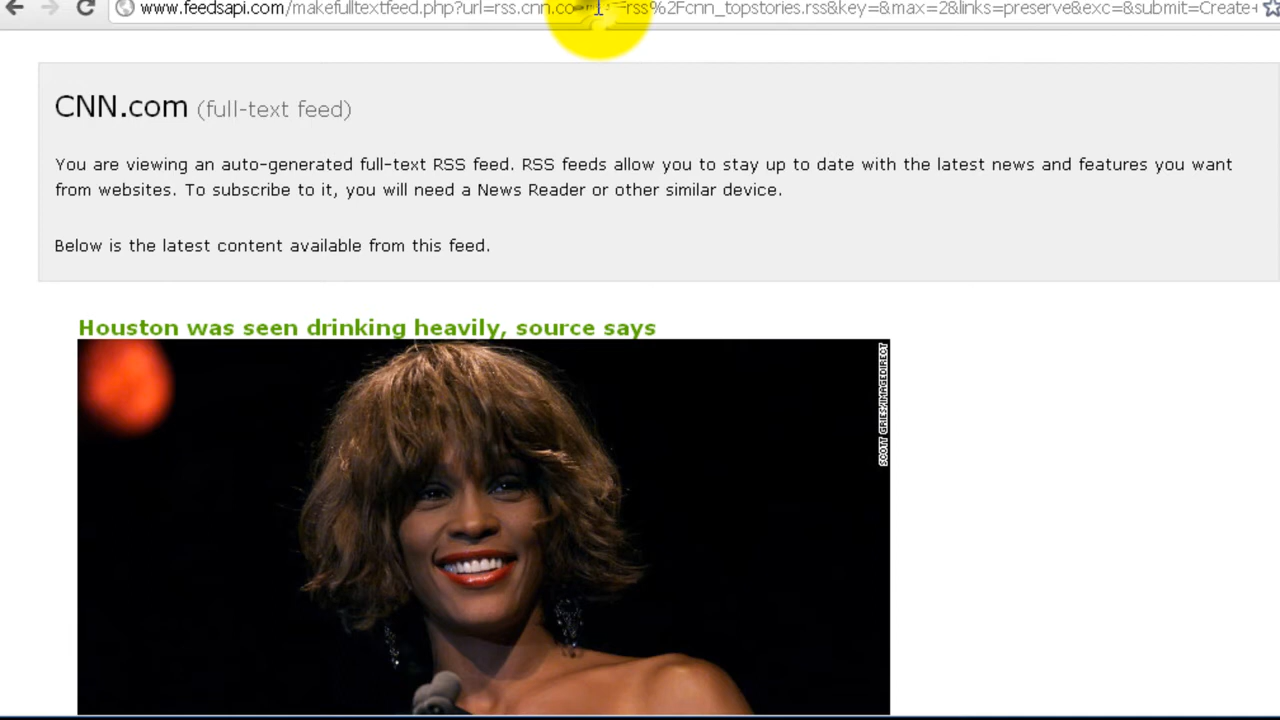 www.feedsapi.com/makefulltextfeed.php?url=rss.cnn.co rss%2Fcnn_topstories.rss&key=&max=2&links=preserve&exc=&submit=Create+
CNN.com (full-text feed)
You are viewing an auto-generated full-text RSS feed. RSS feeds allow you to stay up to date with the latest news and features you want
from websites. To subscribe to it, you will need a News Reader or other similar device.
Below is the latest content available from this feed.
Houston was seen drinking heavily, source says
SCOTT GRIES/IMAGEDIRECT